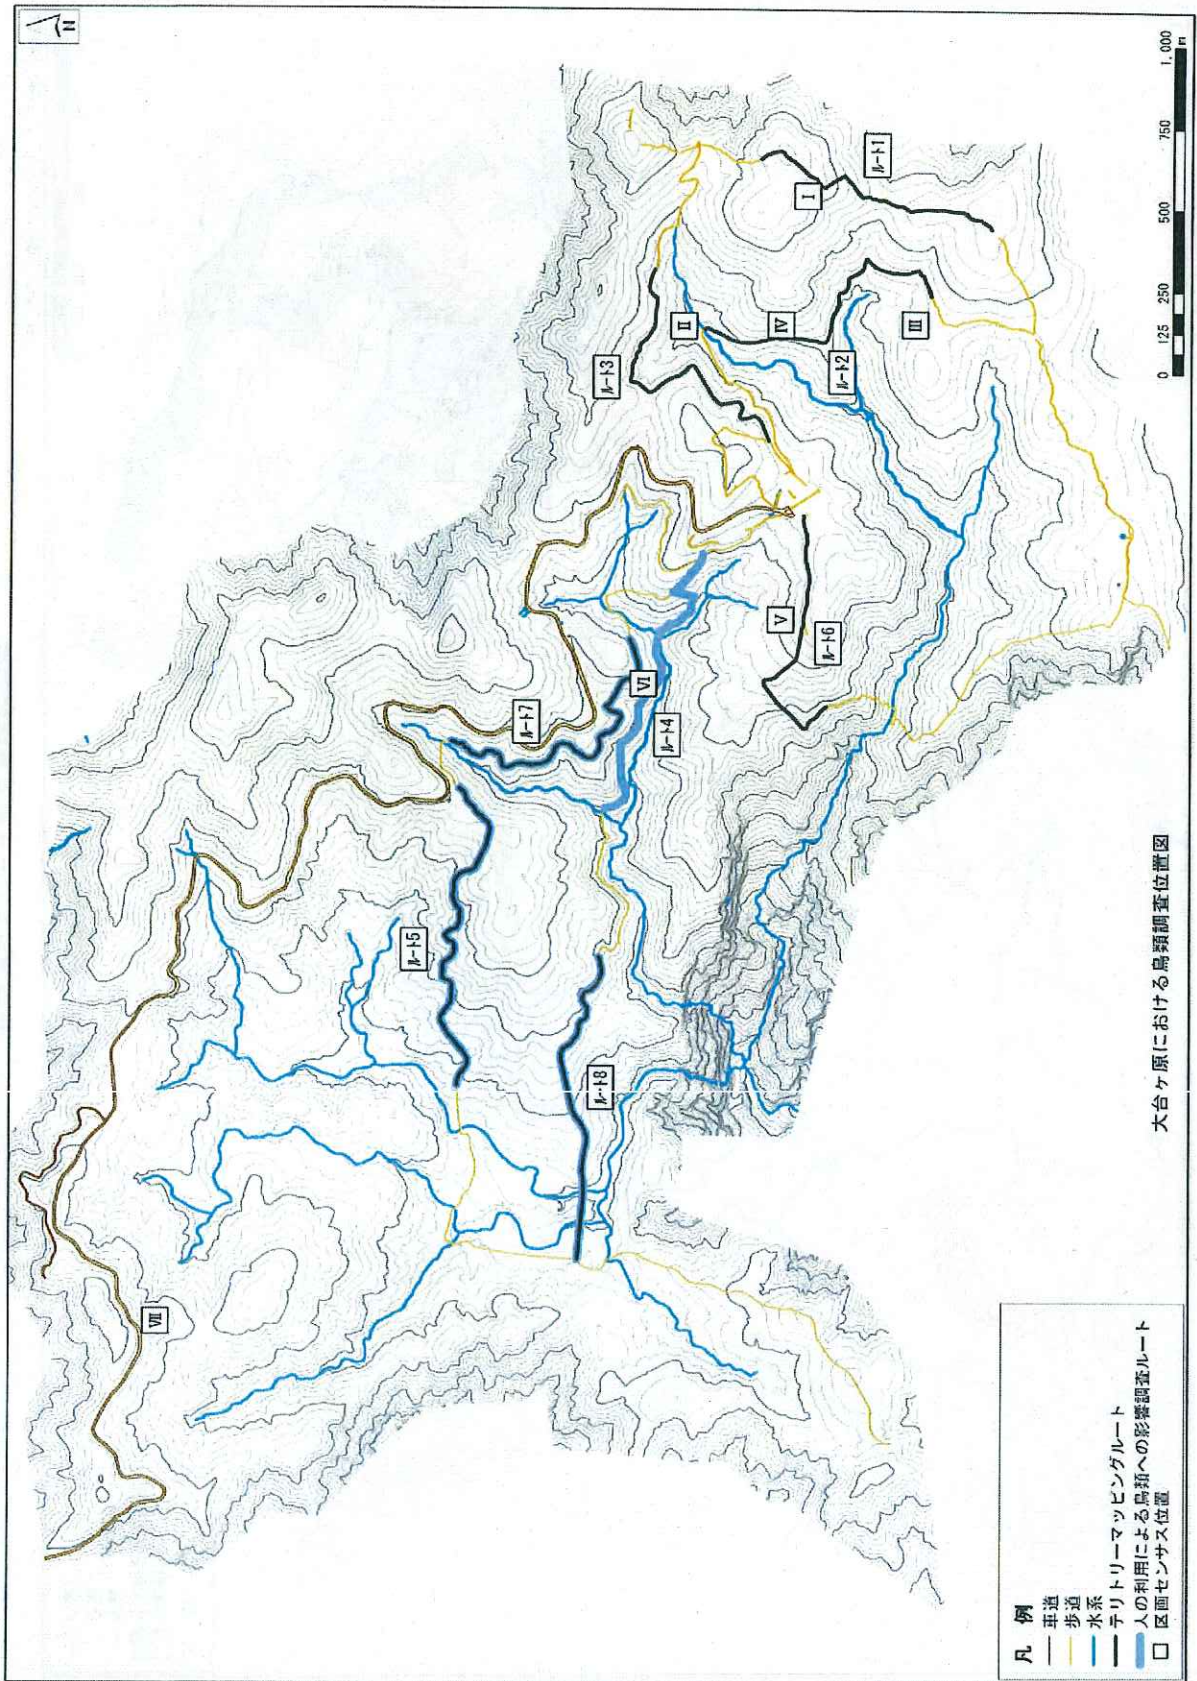 N
ルート1
I
ルート3
II
IV
III
ルート2
V
ルート6
ルート7
VI
ルート4
ルート5
ルート8
VII
0 125 250 500 750 1,000
m
大台ヶ原における鳥類調査位置図
凡 例
車道
歩道
水系
テリトリーマッピングルート
人の利用による鳥類への影響調査ルート
区画センサス位置